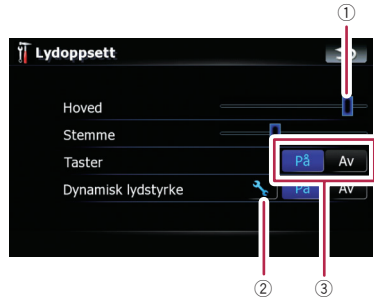 ①
Lydoppsett
Hoved
Stemme
Taster På Av
Dynamisk lydstyrke På Av
② ③